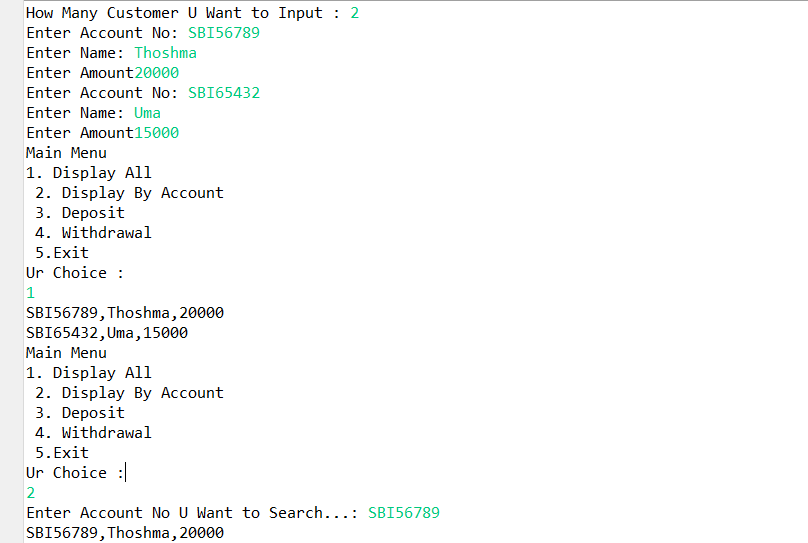 How Many Customer U Want to Input : 2
Enter Account No: SBI56789
Enter Name: Thoshma
Enter Amount20000
Enter Account No: SBI65432
Enter Name: Uma
Enter Amount15000
Main Menu
1. Display All
 2. Display By Account
 3. Deposit
 4. Withdrawal
 5.Exit
Ur Choice :
1
SBI56789,Thoshma,20000
SBI65432,Uma,15000
Main Menu
1. Display All
 2. Display By Account
 3. Deposit
 4. Withdrawal
 5.Exit
Ur Choice :
2
Enter Account No U Want to Search...: SBI56789
SBI56789,Thoshma,20000